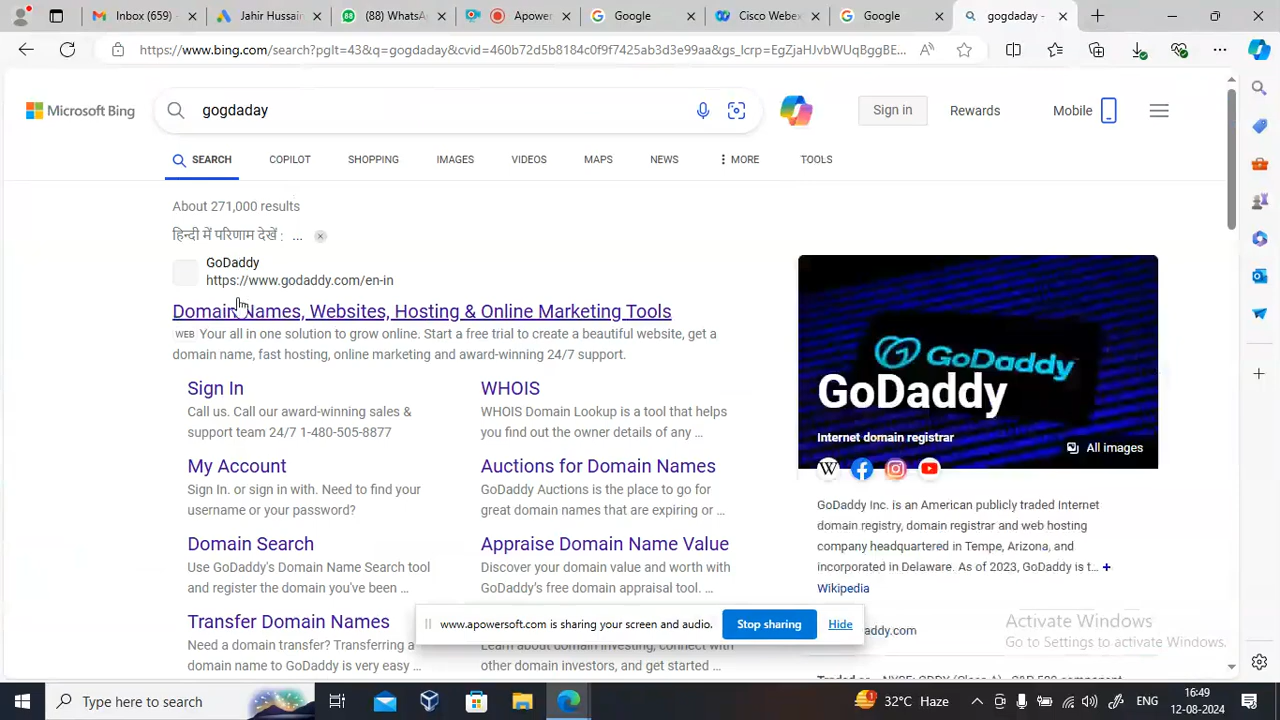 Inbox (659)
Jahir Hussain
(88) WhatsA
Apower
Google
Cisco Webex
Google
gogdaday -
https://www.bing.com/search?pglt=43&q=gogdaday&cvid=460b72d5d8184c0f9f7425ab3d3e99aa&gs_lcrp=EgZjaHJvbWUqBggBE...
Microsoft Bing
gogdaday
Sign in
Rewards
Mobile
SEARCH
COPILOT
SHOPPING
IMAGES
VIDEOS
MAPS
NEWS
MORE
TOOLS
About 271,000 results
हिन्दी में परिणाम देखें : ...
GoDaddy
https://www.godaddy.com/en-in
Domain Names, Websites, Hosting & Online Marketing Tools
WEB Your all in one solution to grow online. Start a free trial to create a beautiful website, get a
domain name, fast hosting, online marketing and award-winning 24/7 support.
Sign In
Call us. Call our award-winning sales &
support team 24/7 1-480-505-8877
WHOIS
WHOIS Domain Lookup is a tool that helps
you find out the owner details of any ...
My Account
Sign In. or sign in with. Need to find your
username or your password?
Auctions for Domain Names
GoDaddy Auctions is the place to go for
great domain names that are expiring or ...
Domain Search
Use GoDaddy's Domain Name Search tool
and register the domain you've been ...
Appraise Domain Name Value
Discover your domain value and worth with
GoDaddy's free domain appraisal tool. ...
Transfer Domain Names
Need a domain transfer? Transferring a
domain name to GoDaddy is very easy ...
Learn about domain investing, connect with
other domain investors, and get started ...
GoDaddy
GoDaddy
Internet domain registrar
All images
W
GoDaddy Inc. is an American publicly traded Internet
domain registry, domain registrar and web hosting
company headquartered in Tempe, Arizona, and
incorporated in Delaware. As of 2023, GoDaddy is t... +
Wikipedia
addy.com
www.apowersoft.com is sharing your screen and audio.
Stop sharing
Hide
Activate Windows
Go to Settings to activate Windows.
Type here to search
32°C Haze
ENG
16:49
12-08-2024